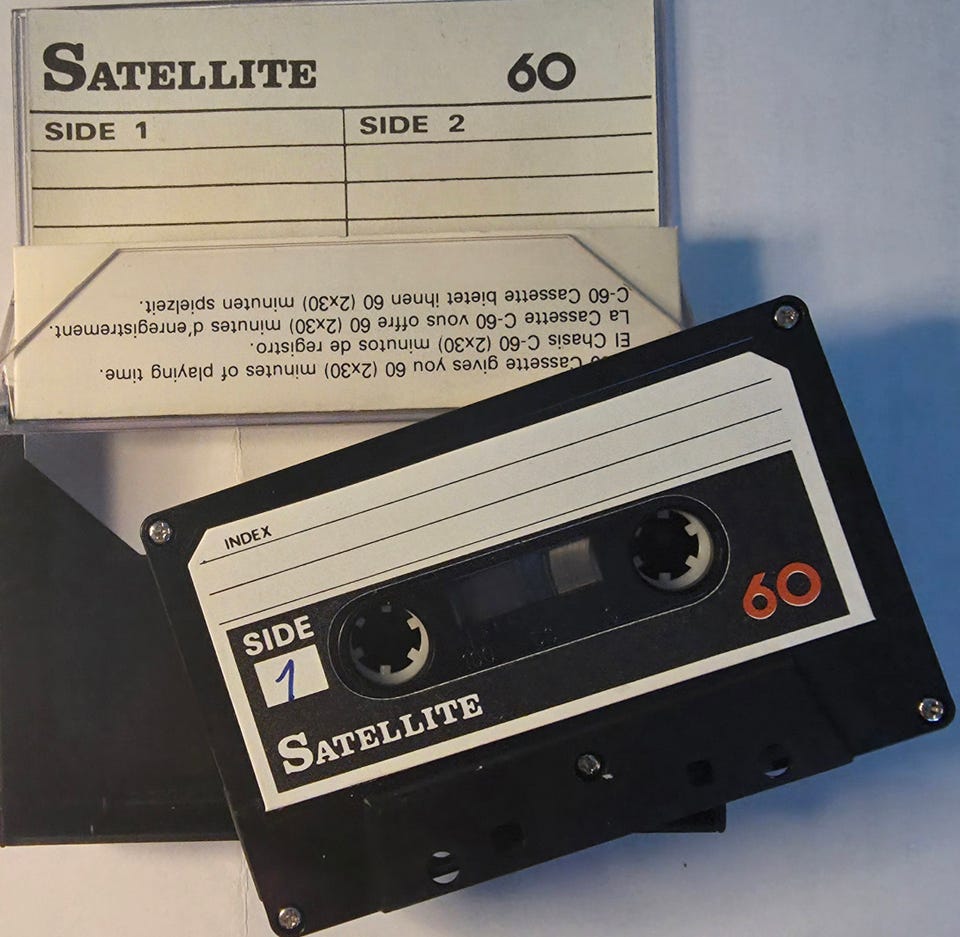 SATELLITE 60
SIDE 1 SIDE 2
Cassette gives you 60 (2x30) minutes of playing time.
El Chasis C-60 (2x30) minutos de registro.
La Cassette C-60 vous offre 60 (2x30) minutes d'enregistrement.
C-60 Cassette bietet ihnen 60 (2x30) minuten spielzeit.
INDEX
SIDE
1
60
SATELLITE